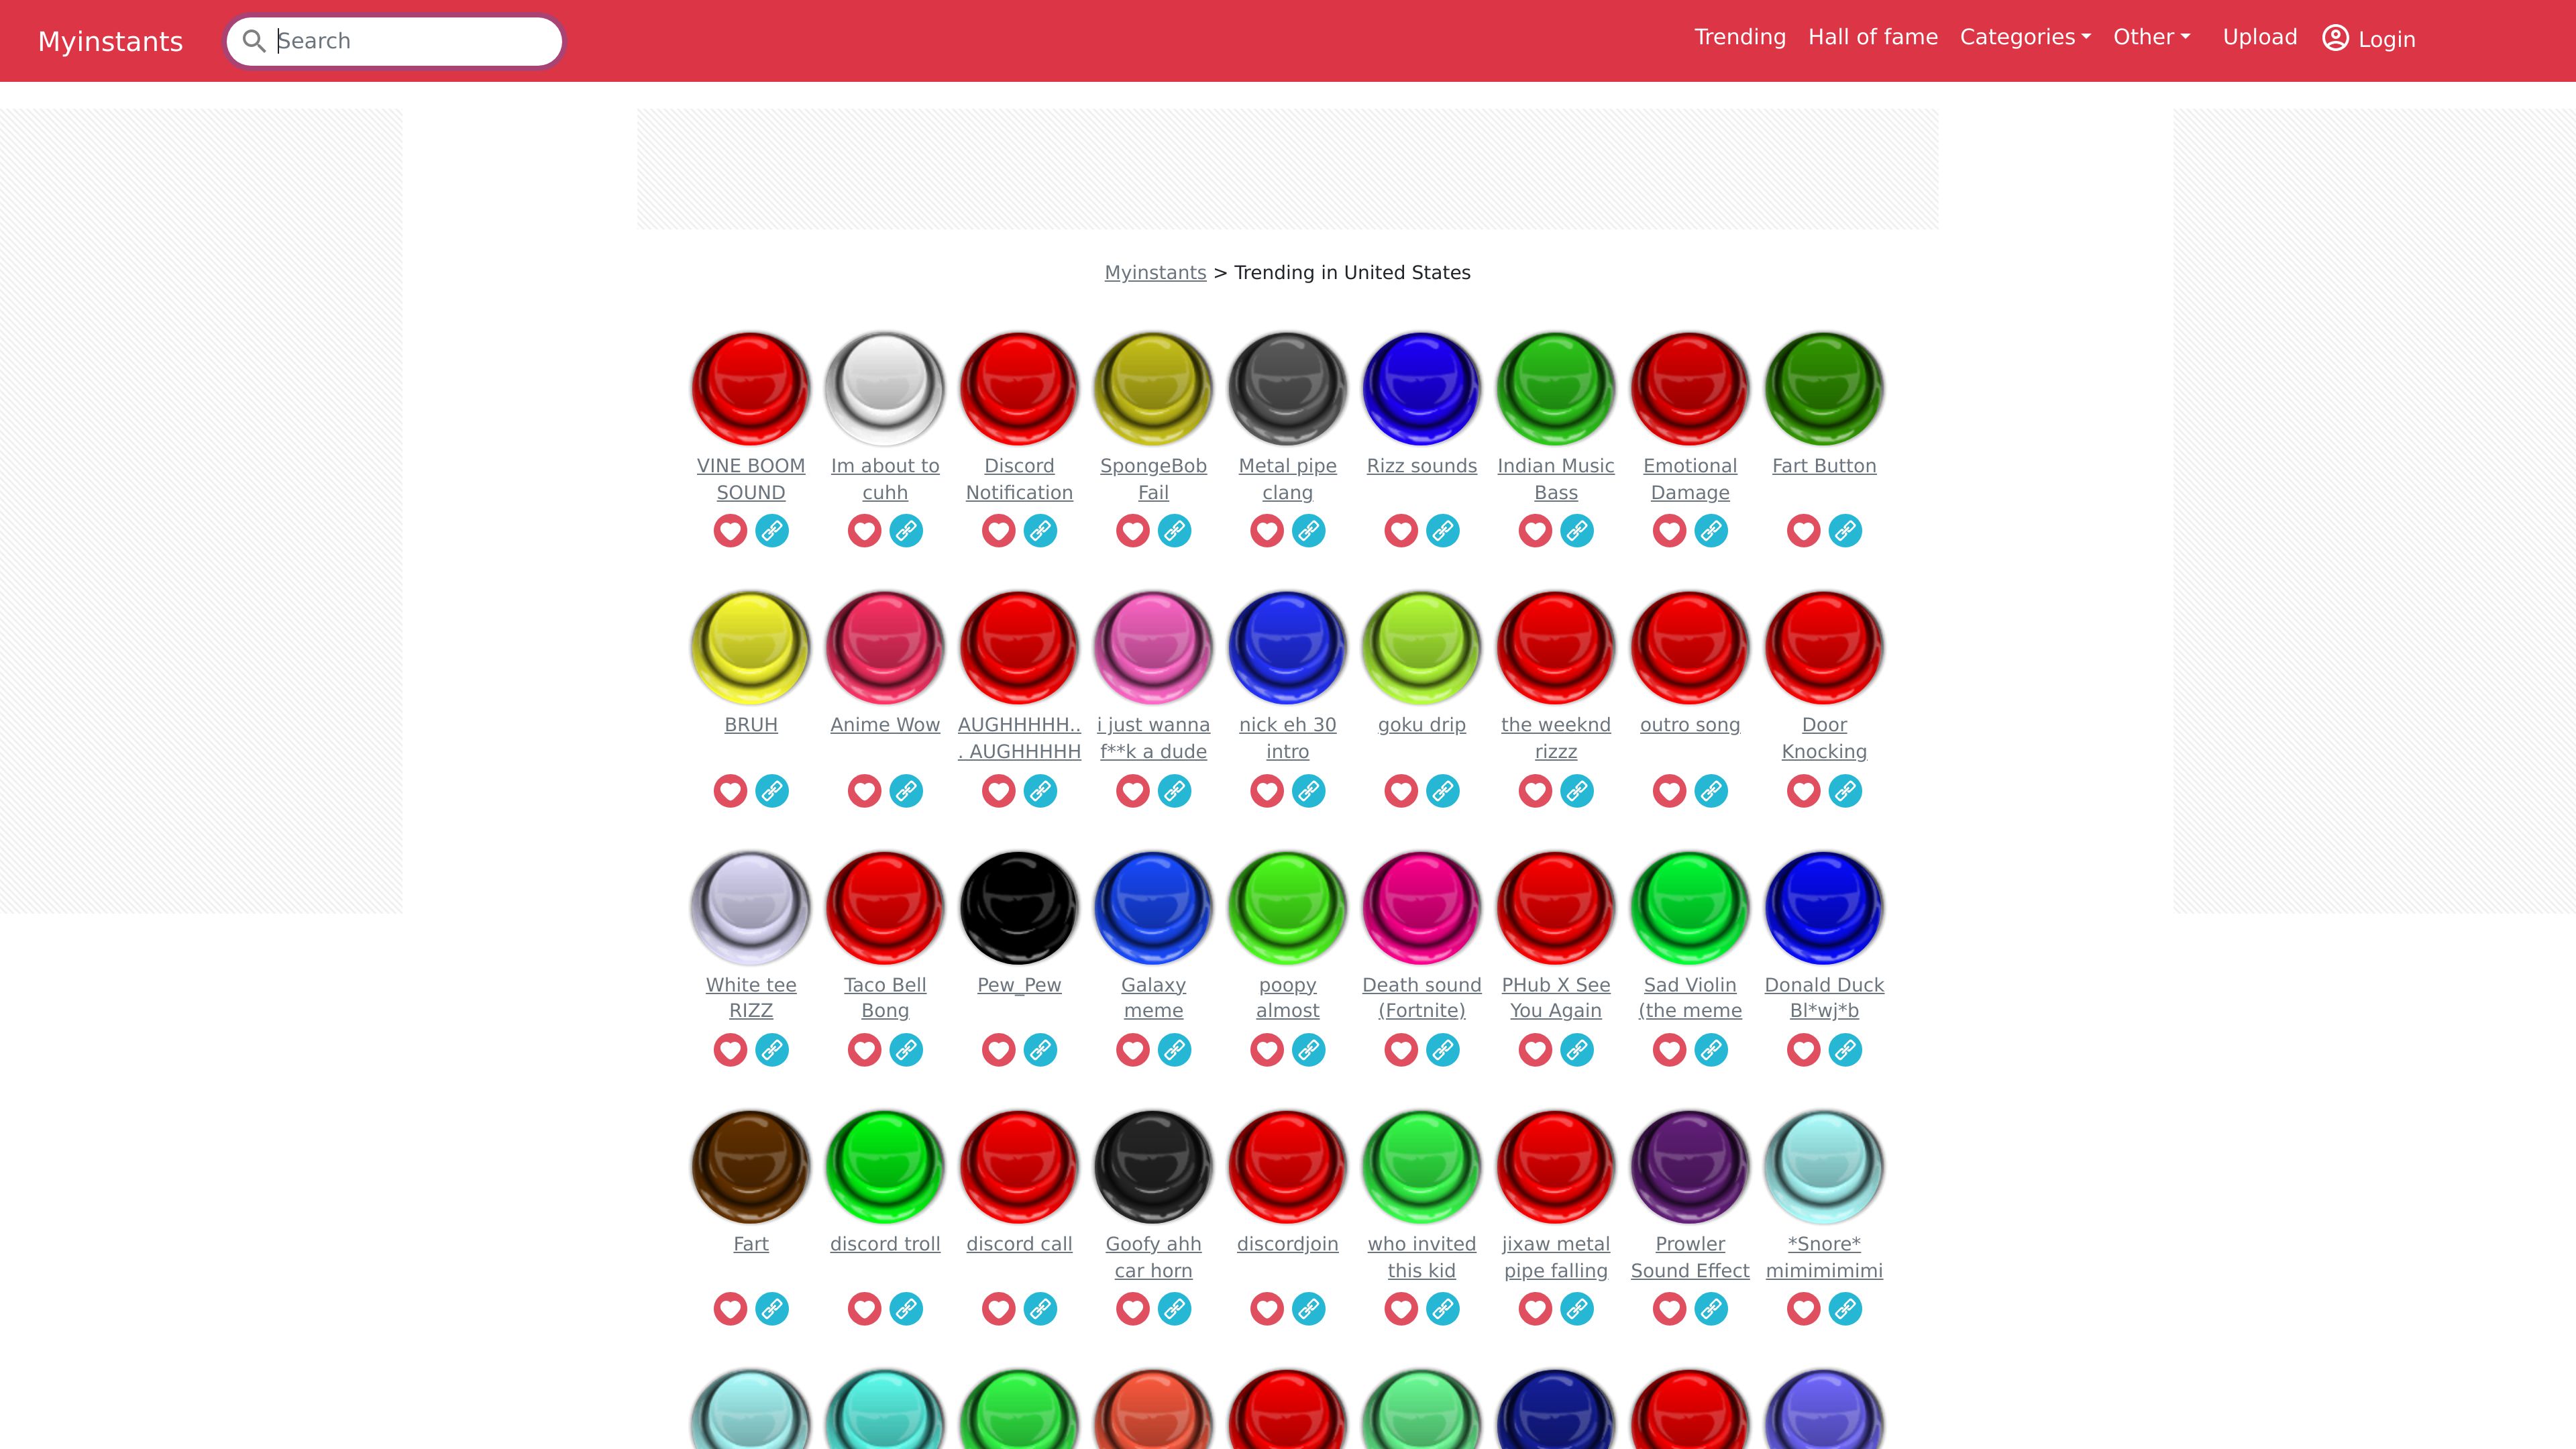 Myinstants
Search
Trending
Hall of fame
Categories
Other
Upload
Login
Myinstants > Trending in United States
VINE BOOM
SOUND
Im about to
cuhh
Discord
Notification
SpongeBob
Fail
Metal pipe
clang
Rizz sounds
Indian Music
Bass
Emotional
Damage
Fart Button
BRUH
Anime Wow
AUGHHHHH..
. AUGHHHHH
i just wanna
f**k a dude
nick eh 30
intro
goku drip
the weeknd
rizzz
outro song
Door
Knocking
White tee
RIZZ
Taco Bell
Bong
Pew_Pew
Galaxy
meme
poopy
almost
Death sound
(Fortnite)
PHub X See
You Again
Sad Violin
(the meme
Donald Duck
Bl*wj*b
Fart
discord troll
discord call
Goofy ahh
car horn
discordjoin
who invited
this kid
jixaw metal
pipe falling
Prowler
Sound Effect
*Snore*
mimimimimi